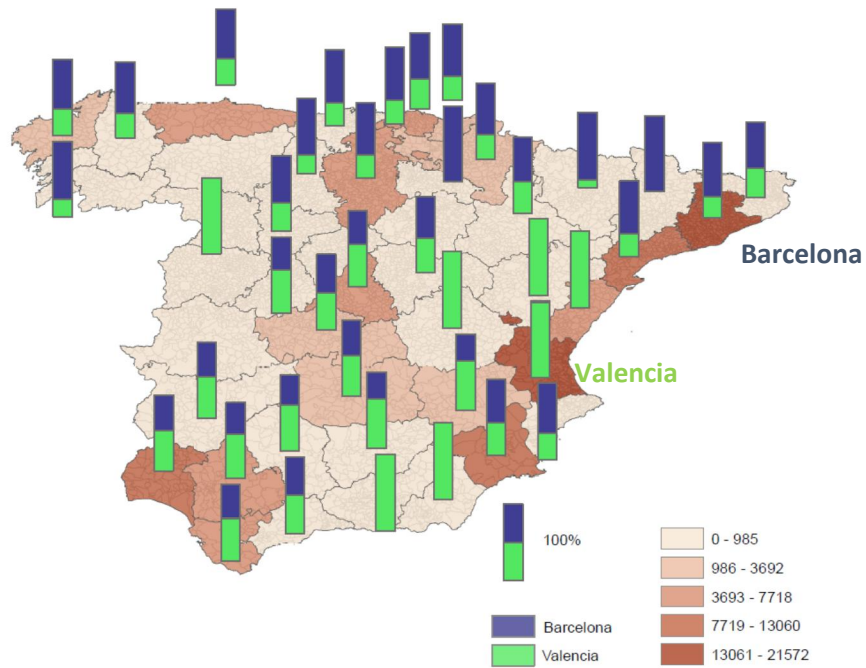 Barcelona
Valencia
100%
Barcelona
Valencia
0 - 985
986 - 3692
3693 - 7718
7719 - 13060
13061 - 21572